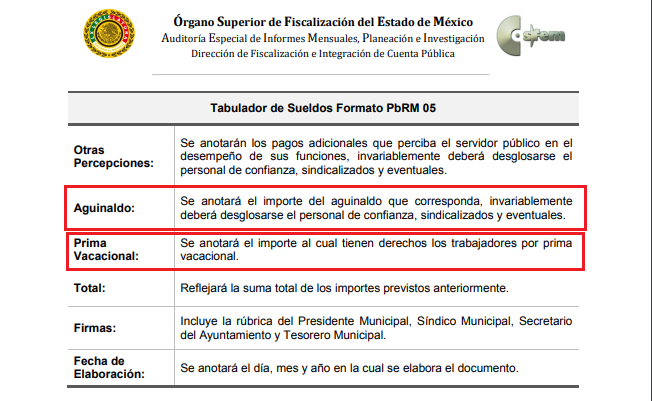 Órgano Superior de Fiscalización del Estado de México
Auditoría Especial de Informes Mensuales, Planeación e Investigación
Dirección de Fiscalización e Integración de Cuenta Pública
osfem
Tabulador de Sueldos Formato PbRM 05
Otras
Percepciones:
Se anotarán los pagos adicionales que perciba el servidor público en el
desempeño de sus funciones, invariablemente deberá desglosarse el
personal de confianza, sindicalizados y eventuales.
Aguinaldo:
Se anotará el importe del aguinaldo que corresponda, invariablemente
deberá desglosarse el personal de confianza, sindicalizados y eventuales.
Prima
Vacacional:
Se anotará el importe al cual tienen derechos los trabajadores por prima
vacacional.
Total:
Reflejará la suma total de los importes previstos anteriormente.
Firmas:
Incluye la rúbrica del Presidente Municipal, Síndico Municipal, Secretario
del Ayuntamiento y Tesorero Municipal.
Fecha de
Elaboración:
Se anotará el día, mes y año en la cual se elabora el documento.